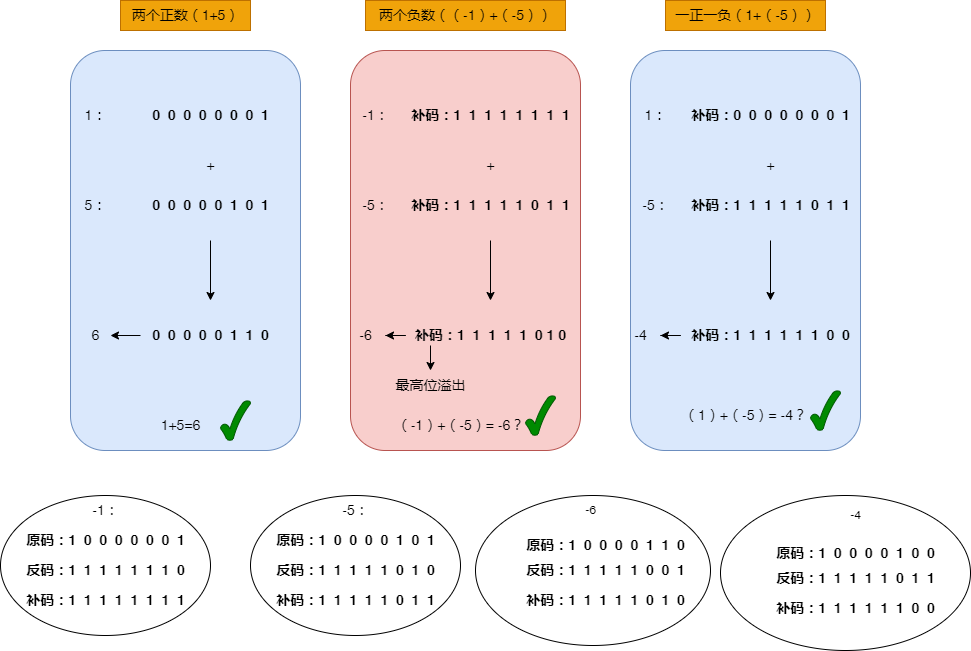 两个正数（1+5）
1：
0 0 0 0 0 0 0 1
+
5：
0 0 0 0 0 1 0 1
6
0 0 0 0 0 1 1 0
1+5=6
两个负数（（-1）+（-5））
-1：
补码：1 1 1 1 1 1 1 1
+
-5：
补码：1 1 1 1 1 0 1 1
-6
补码：1 1 1 1 1 0 1 0
最高位溢出
（-1）+（-5）= -6？
一正一负（1+（-5））
1：
补码：0 0 0 0 0 0 0 1
+
-5：
补码：1 1 1 1 1 0 1 1
-4
补码：1 1 1 1 1 1 0 0
（1）+（-5）= -4？
-1：
原码：1 0 0 0 0 0 0 1
反码：1 1 1 1 1 1 1 0
补码：1 1 1 1 1 1 1 1
-5：
原码：1 0 0 0 0 1 0 1
反码：1 1 1 1 1 0 1 0
补码：1 1 1 1 1 0 1 1
-6
原码：1 0 0 0 0 1 1 0
反码：1 1 1 1 1 0 0 1
补码：1 1 1 1 1 0 1 0
-4
原码：1 0 0 0 0 1 0 0
反码：1 1 1 1 1 0 1 1
补码：1 1 1 1 1 1 0 0